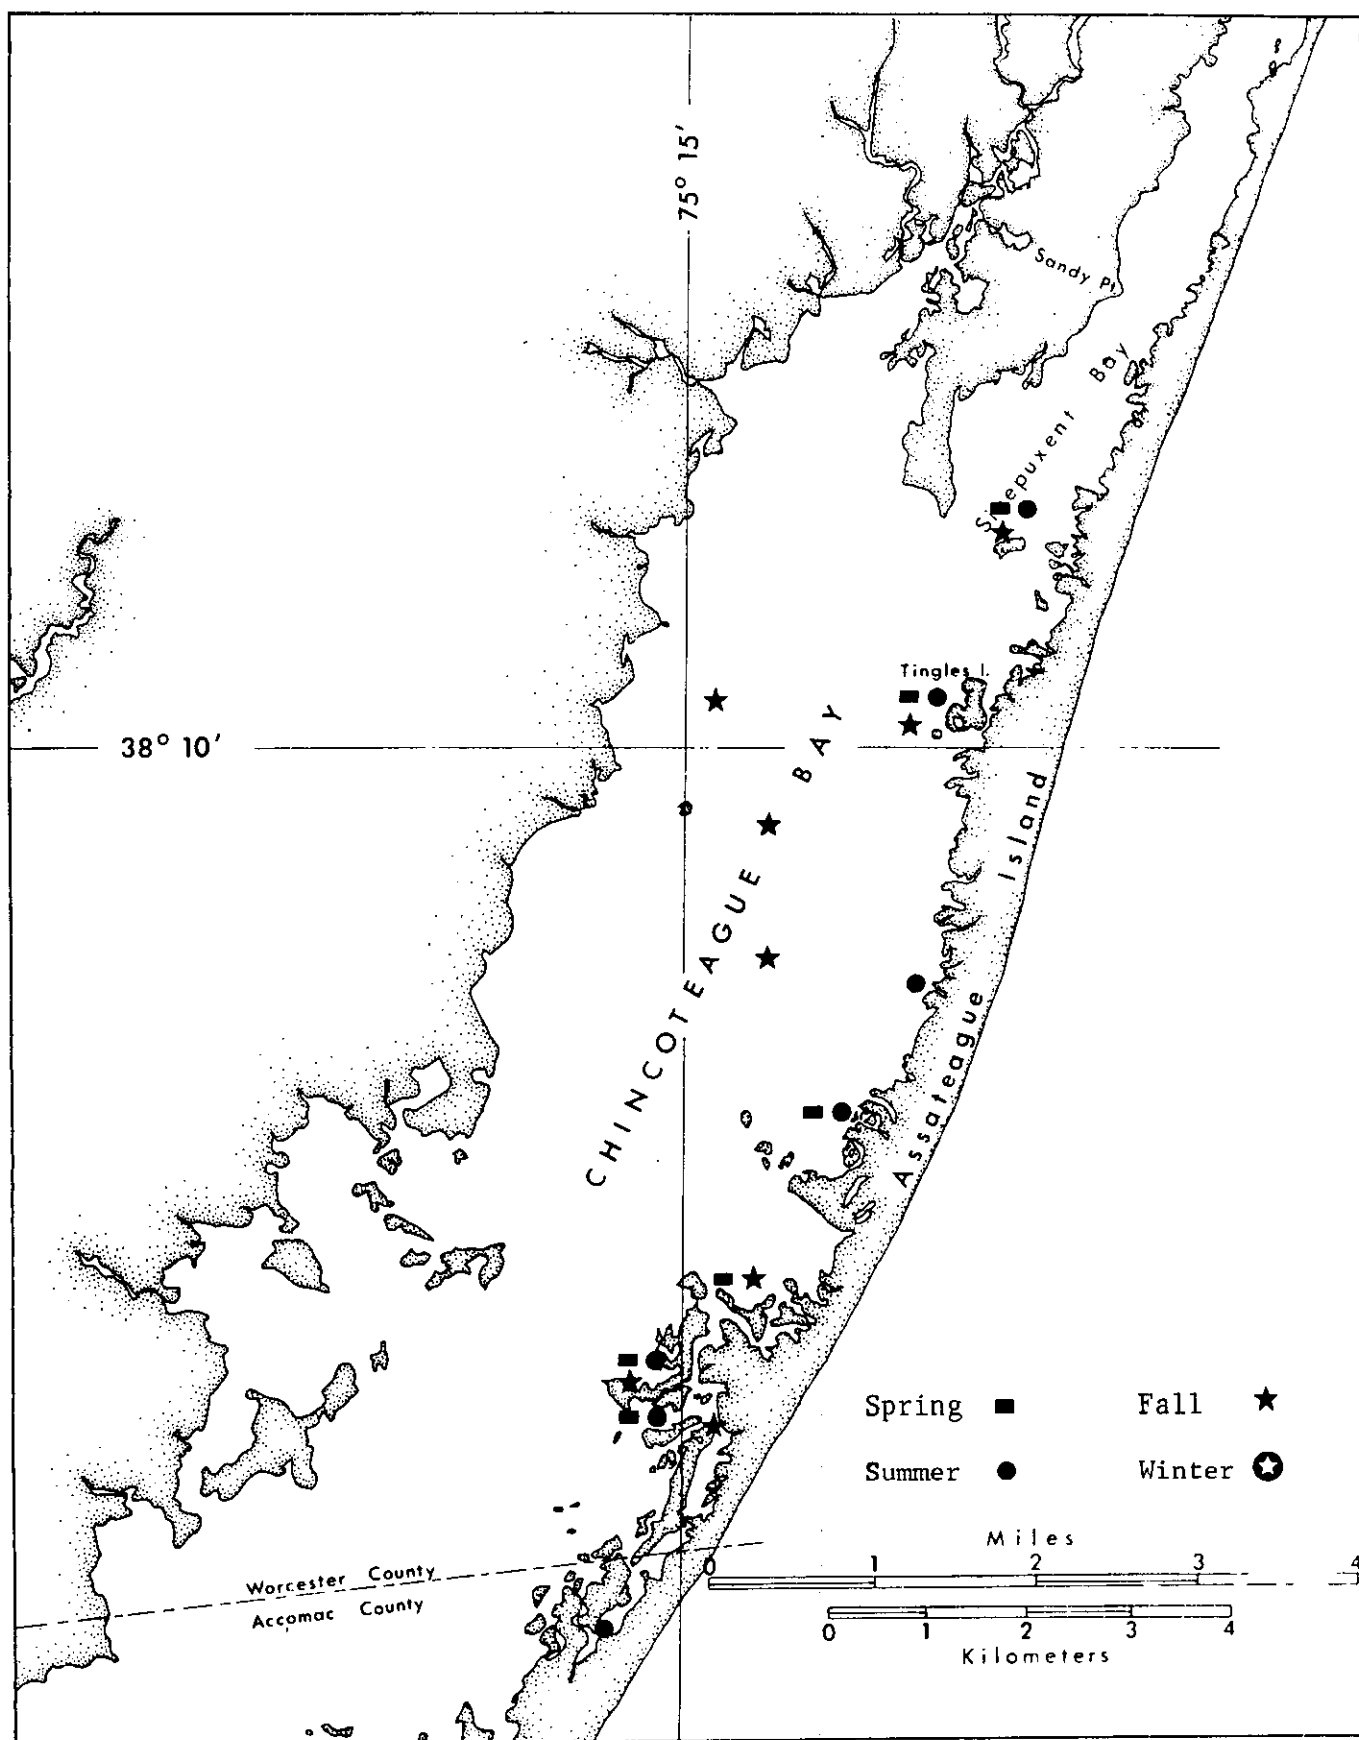 75° 15'
Sandy Pt.
Bay
Tingles I.
38° 10'
CHINCOTEAGUE BAY
Assateague Island
Spring
Fall
Summer
Winter
Miles
0 1 2 3 4
Worcester County
Accomac County
0 1 2 3 4
Kilometers